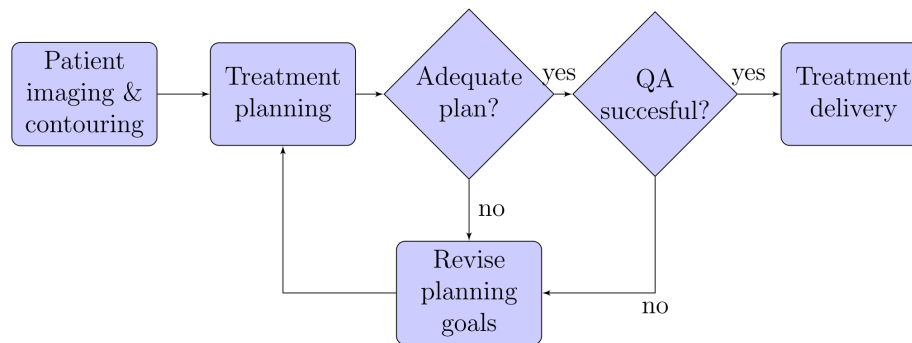 Patient
imaging &
contouring
Treatment
planning
Adequate
plan?
yes
QA
succesful?
yes
Treatment
delivery
no
Revise
planning
goals
no